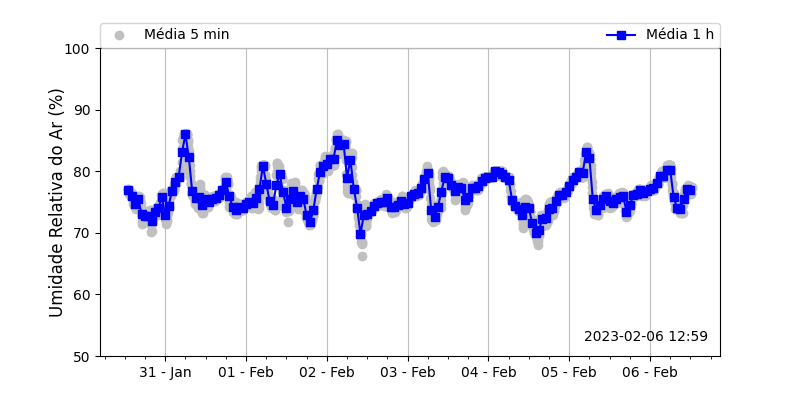 Média 5 min
Média 1 h
Umidade Relativa do Ar (%)
100
90
80
70
60
50
2023-02-06 12:59
31 - Jan
01 - Feb
02 - Feb
03 - Feb
04 - Feb
05 - Feb
06 - Feb